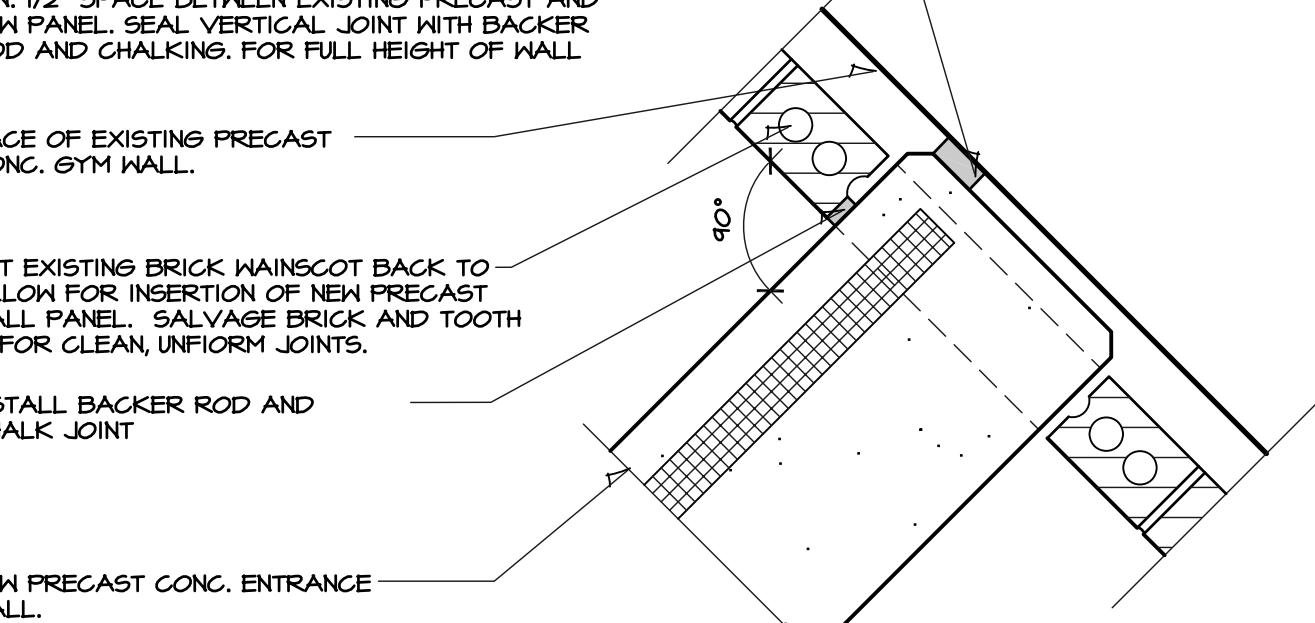 N. 1/2" SPACE BETWEEN EXISTING PRECAST AND
W PANEL. SEAL VERTICAL JOINT WITH BACKER
OD AND CHALKING. FOR FULL HEIGHT OF WALL
ACE OF EXISTING PRECAST
ONC. GYM WALL.
90°
T EXISTING BRICK WAINSCOT BACK TO
LLOW FOR INSERTION OF NEW PRECAST
ALL PANEL. SALVAGE BRICK AND TOOTH
FOR CLEAN, UNFIORM JOINTS.
STALL BACKER ROD AND
CALK JOINT
W PRECAST CONC. ENTRANCE
ALL.